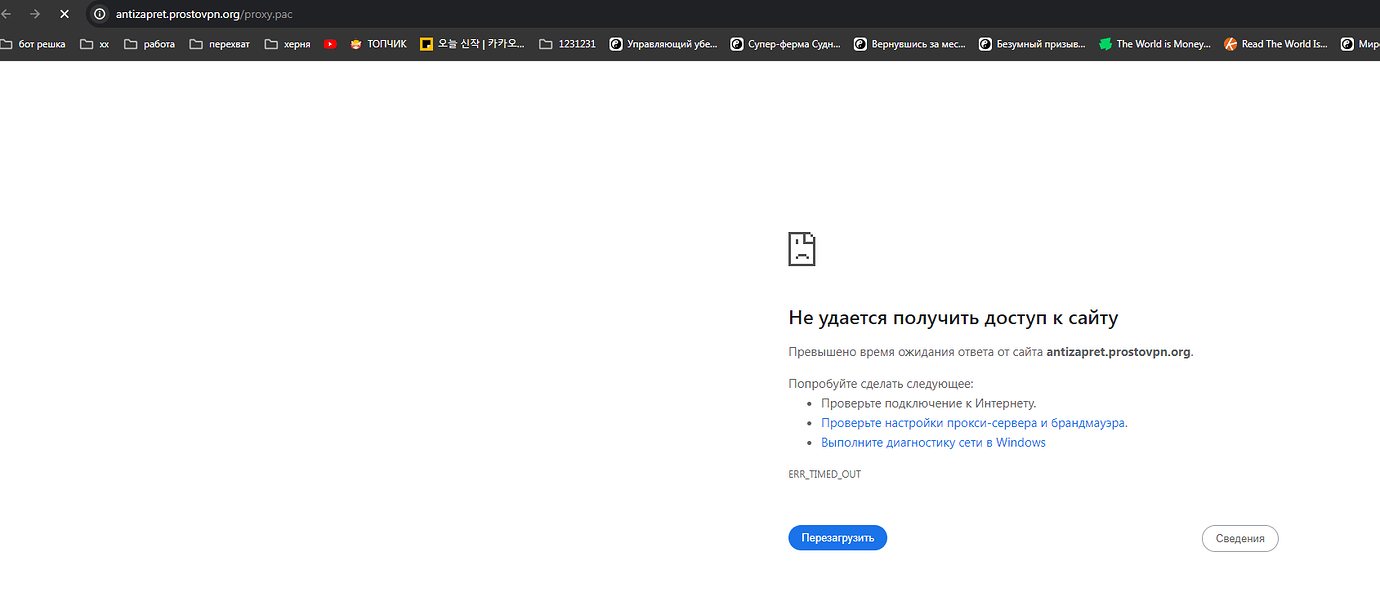 antizapret.prostovpn.org/proxy.pac
бот решка xx работа перехват херня ТОПЧИК 오늘 신작 | 카카오... 1231231 Управляющий убе... Супер-ферма Судн... Вернувшись за мес... Безумный призыв... The World is Money... Read The World Is... Мир
Не удается получить доступ к сайту
Превышено время ожидания ответа от сайта antizapret.prostovpn.org.
Попробуйте сделать следующее:
• Проверьте подключение к Интернету.
• Проверьте настройки прокси-сервера и брандмауэра.
• Выполните диагностику сети в Windows
ERR_TIMED_OUT
Перезагрузить Сведения